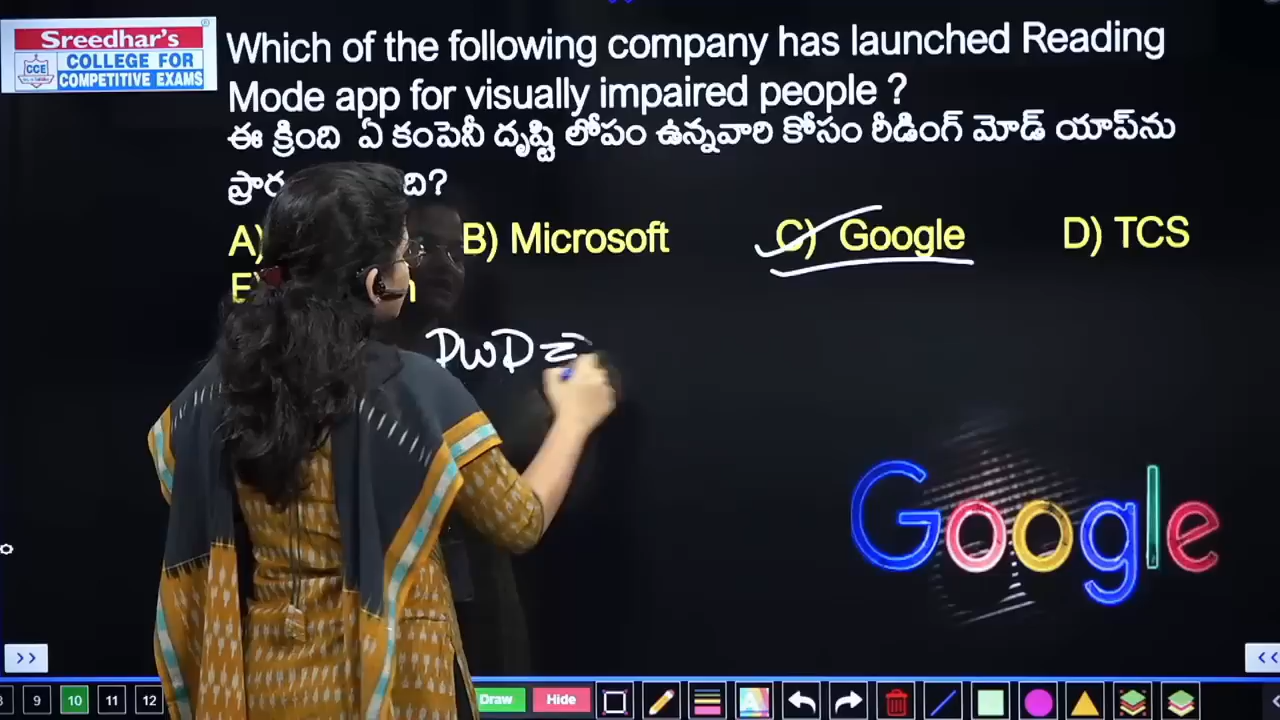 Sreedhar's
CCE
COLLEGE FOR
COMPETITIVE EXAMS
Which of the following company has launched Reading
Mode app for visually impaired people ?
ఈ క్రింది ఏ కంపెనీ దృష్టి లోపం ఉన్నవారి కోసం రీడింగ్ మోడ్ యాప్‌ను
A) B) Microsoft C) Google D) TCS
PWD =
Google
>> <<
9 10 11 12 Draw Hide